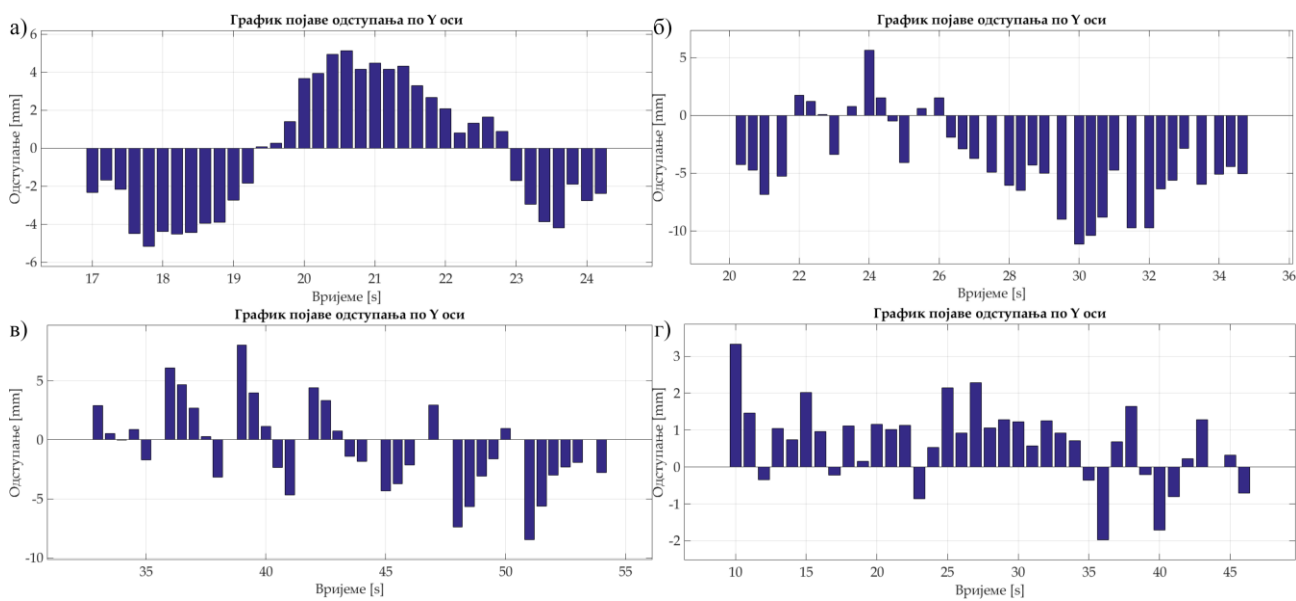 а)
График појаве одступања по Y оси
Одступање [mm]
6
4
2
0
-2
-4
-6
17 18 19 20 21 22 23 24
Вријеме [s]
б)
График појаве одступања по Y оси
Одступање [mm]
5
0
-5
-10
20 22 24 26 28 30 32 34 36
Вријеме [s]
в)
График појаве одступања по Y оси
Одступање [mm]
5
0
-5
-10
35 40 45 50 55
Вријеме [s]
г)
График појаве одступања по Y оси
Одступање [mm]
3
2
1
0
-1
-2
10 15 20 25 30 35 40 45
Вријеме [s]